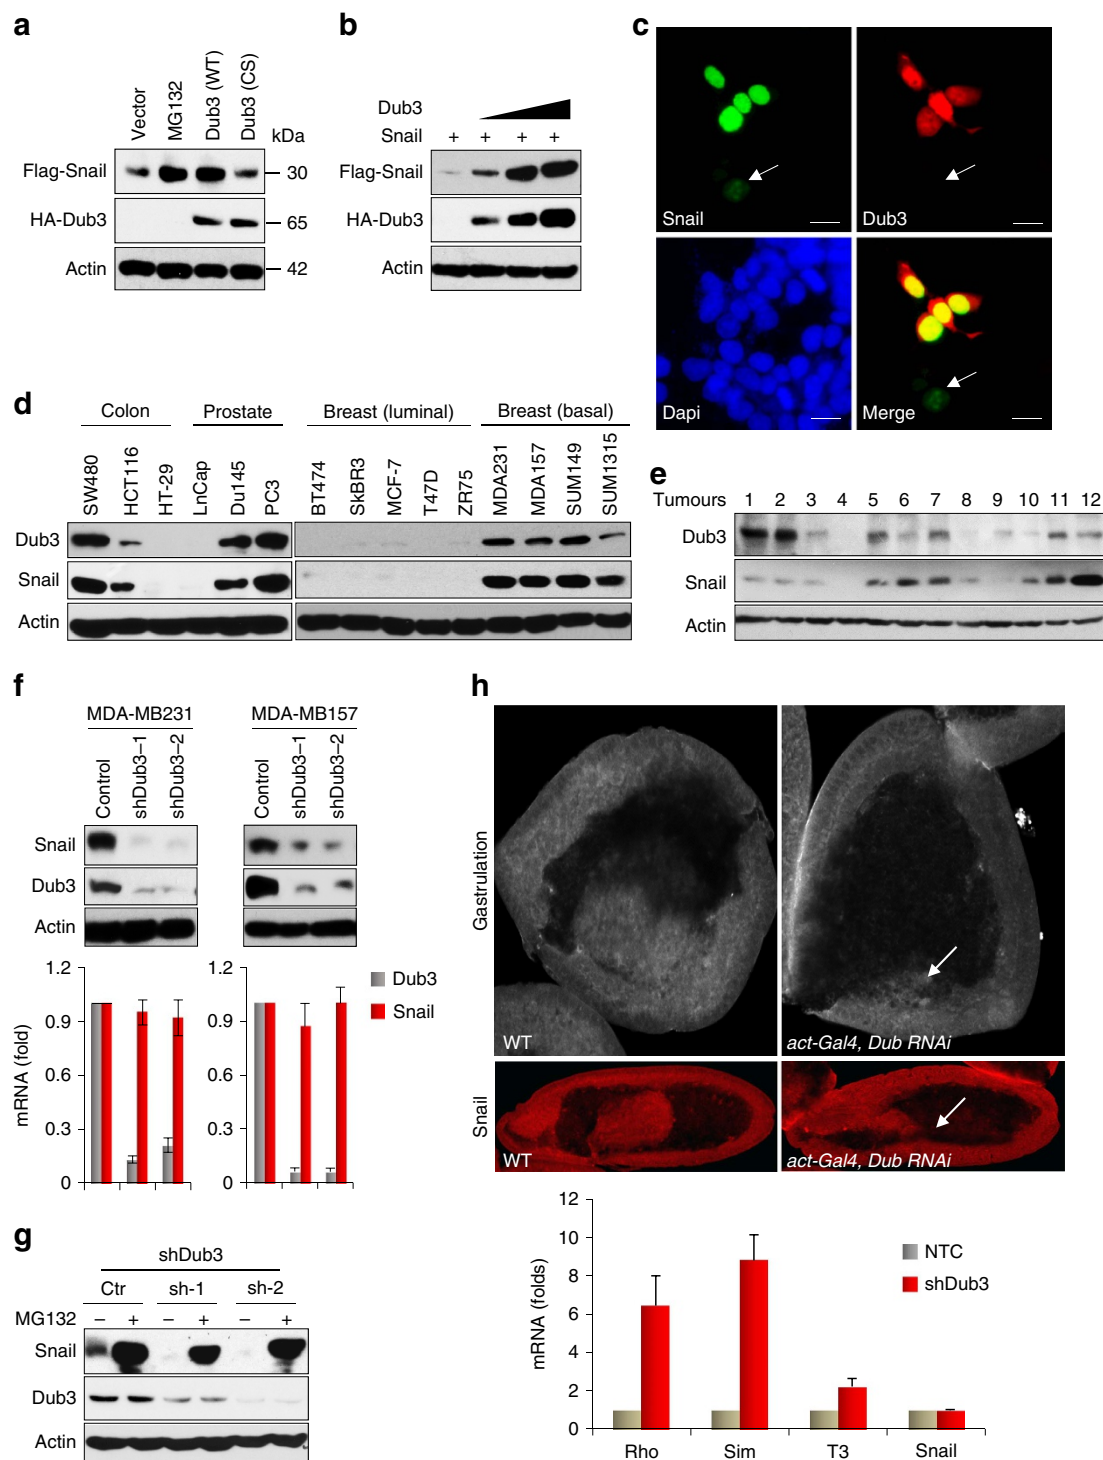 a
Vector
MG132
Dub3 (WT)
Dub3 (CS)
kDa
Flag-Snail
30
HA-Dub3
65
Actin
42
b
Dub3
Snail + + + +
Flag-Snail
HA-Dub3
Actin
c
Snail
Dub3
Dapi
Merge
d
Colon
Prostate
Breast (luminal)
Breast (basal)
SW480
HCT116
HT-29
LnCap
Du145
PC3
BT474
SkBR3
MCF-7
T47D
ZR75
MDA231
MDA157
SUM149
SUM1315
Dub3
Snail
Actin
e
Tumours 1 2 3 4 5 6 7 8 9 10 11 12
Dub3
Snail
Actin
f
MDA-MB231
MDA-MB157
Control
shDub3–1
shDub3–2
Control
shDub3–1
shDub3–2
Snail
Dub3
Actin
mRNA (fold)
1.2
0.9
0.6
0.3
0
1.2
0.9
0.6
0.3
0
Dub3
Snail
g
shDub3
Ctr sh-1 sh-2
MG132 – + – + – +
Snail
Dub3
Actin
h
Gastrulation
WT
act-Gal4, Dub RNAi
Snail
WT
act-Gal4, Dub RNAi
mRNA (folds)
12
10
8
6
4
2
0
NTC
shDub3
Rho Sim T3 Snail